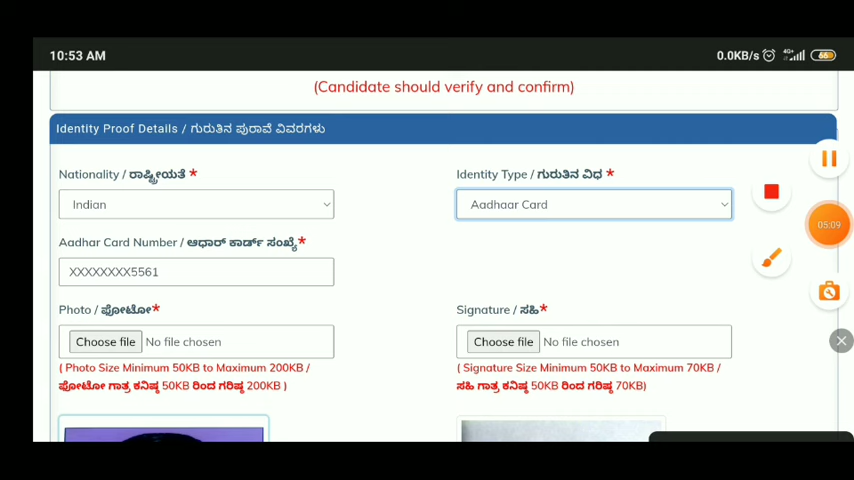 10:53 AM
0.0KB/s 4G+ 66
(Candidate should verify and confirm)
Identity Proof Details / ಗುರುತಿನ ಪುರಾವೆ ವಿವರಗಳು
Nationality / ರಾಷ್ಟ್ರೀಯತೆ *
Identity Type / ಗುರುತಿನ ವಿಧ *
Indian
Aadhaar Card
Aadhar Card Number / ಆಧಾರ್ ಕಾರ್ಡ್ ಸಂಖ್ಯೆ*
XXXXXXXX5561
Photo / ಫೋಟೋ*
Signature / ಸಹಿ*
Choose file No file chosen
Choose file No file chosen
( Photo Size Minimum 50KB to Maximum 200KB /
ಫೋಟೋ ಗಾತ್ರ ಕನಿಷ್ಠ 50KB ರಿಂದ ಗರಿಷ್ಠ 200KB )
( Signature Size Minimum 50KB to Maximum 70KB /
ಸಹಿ ಗಾತ್ರ ಕನಿಷ್ಠ 50KB ರಿಂದ ಗರಿಷ್ಠ 70KB)
05:09